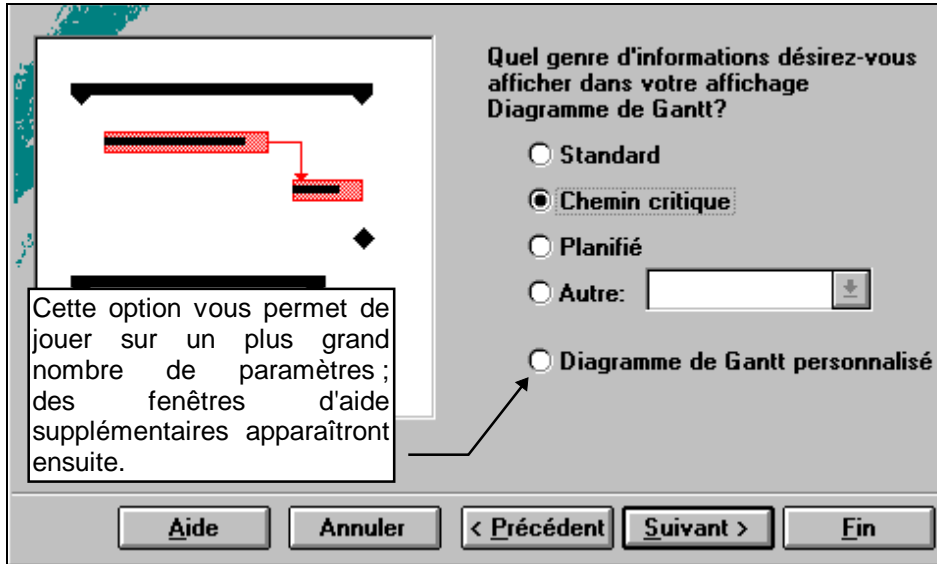 Quel genre d'informations désirez-vous
afficher dans votre affichage
Diagramme de Gantt?
Standard
Chemin critique
Planifié
Autre:
Diagramme de Gantt personnalisé
Cette option vous permet de
jouer sur un plus grand
nombre de paramètres ;
des fenêtres d'aide
supplémentaires apparaîtront
ensuite.
Aide
Annuler
< Précédent
Suivant >
Fin